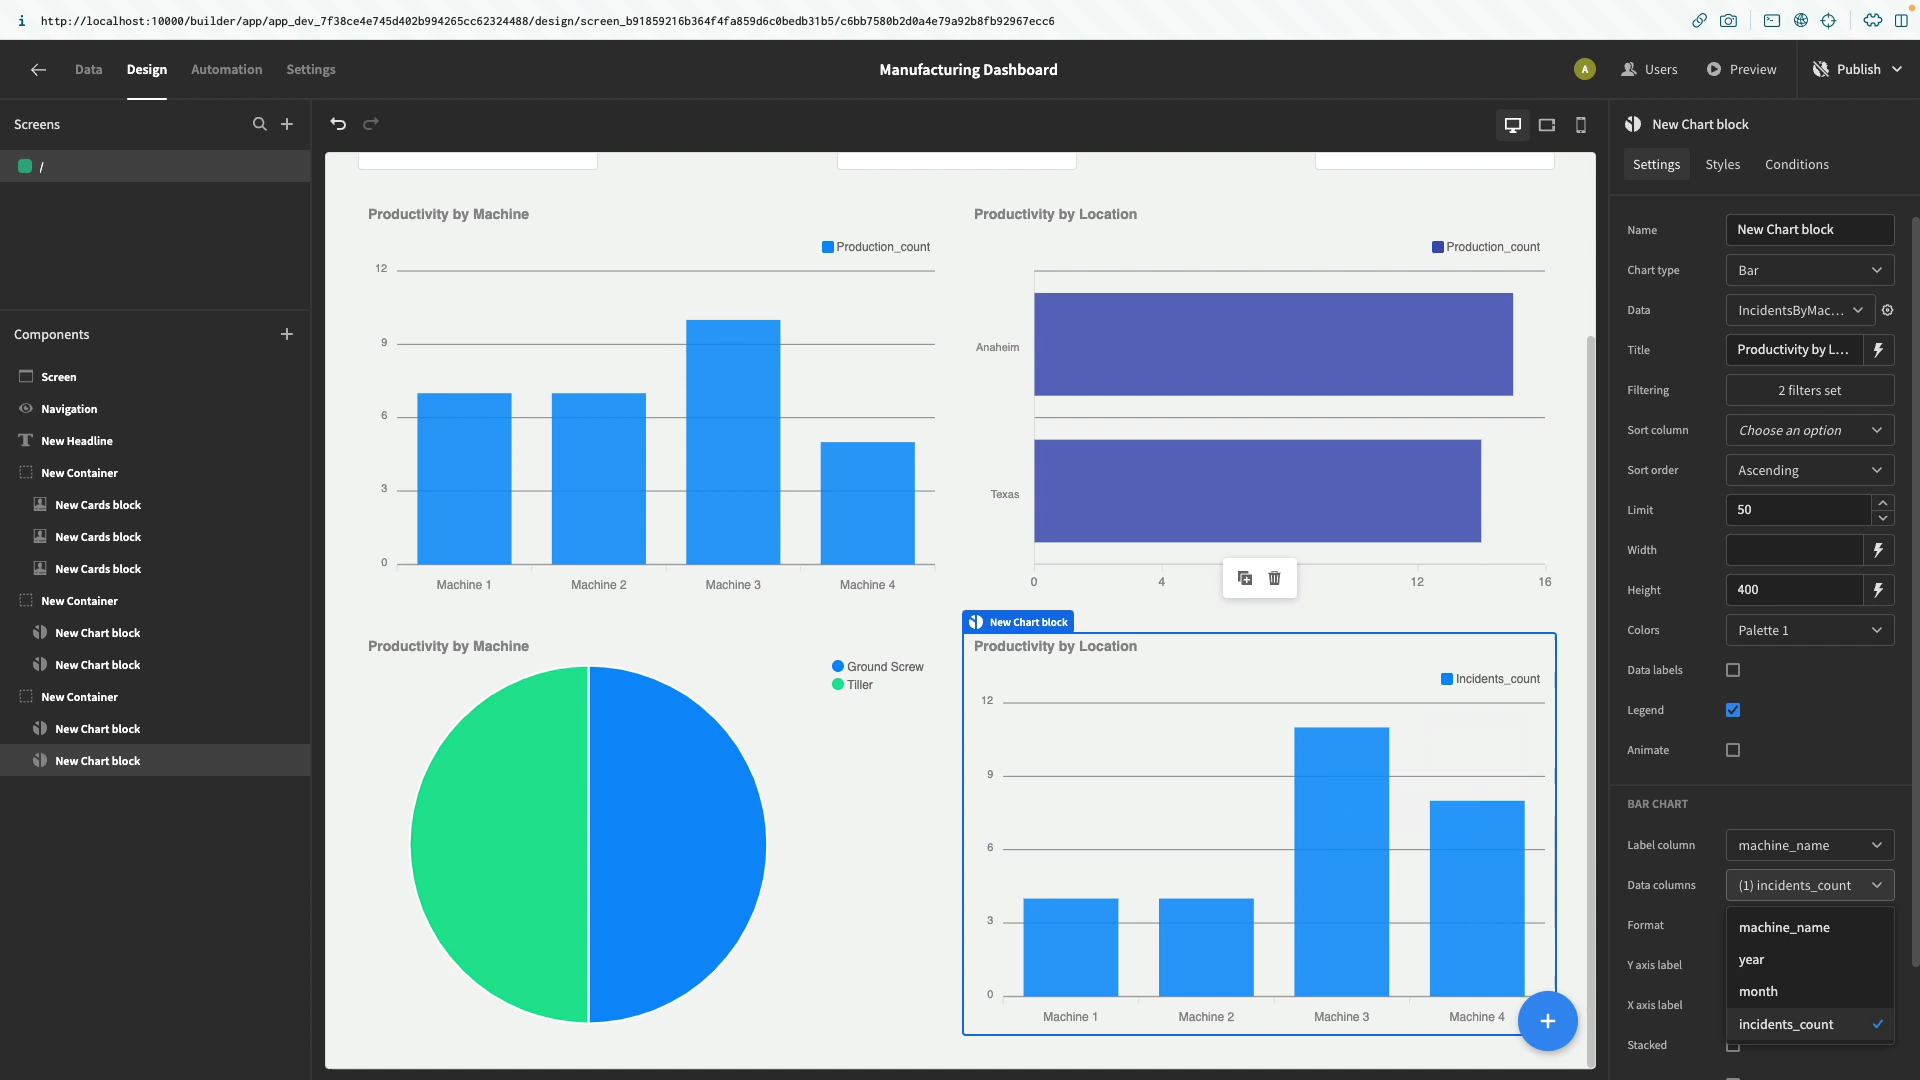 http://localhost:10000/builder/app/app_dev_7f38ce4e745d402b994265cc62324488/design/screen_b91859216b364f4fa859d6c0bedb31b5/c6bb7580b2d0a4e79a92b8fb92967ecc6
Data
Design
Automation
Settings
Manufacturing Dashboard
A
Users
Preview
Publish
Screens
/
Components
Screen
Navigation
New Headline
New Container
New Cards block
New Cards block
New Cards block
New Container
New Chart block
New Chart block
New Container
New Chart block
New Chart block
Productivity by Machine
Production_count
12
9
6
3
0
Machine 1
Machine 2
Machine 3
Machine 4
Productivity by Location
Production_count
Anaheim
Texas
0
4
12
16
Productivity by Machine
Ground Screw
Tiller
New Chart block
Productivity by Location
Incidents_count
12
9
6
3
0
Machine 1
Machine 2
Machine 3
Machine 4
New Chart block
Settings
Styles
Conditions
Name
New Chart block
Chart type
Bar
Data
IncidentsByMac...
Title
Productivity by L...
Filtering
2 filters set
Sort column
Choose an option
Sort order
Ascending
Limit
50
Width
Height
400
Colors
Palette 1
Data labels
Legend
Animate
BAR CHART
Label column
machine_name
Data columns
(1) incidents_count
Format
Y axis label
X axis label
Stacked
machine_name
year
month
incidents_count